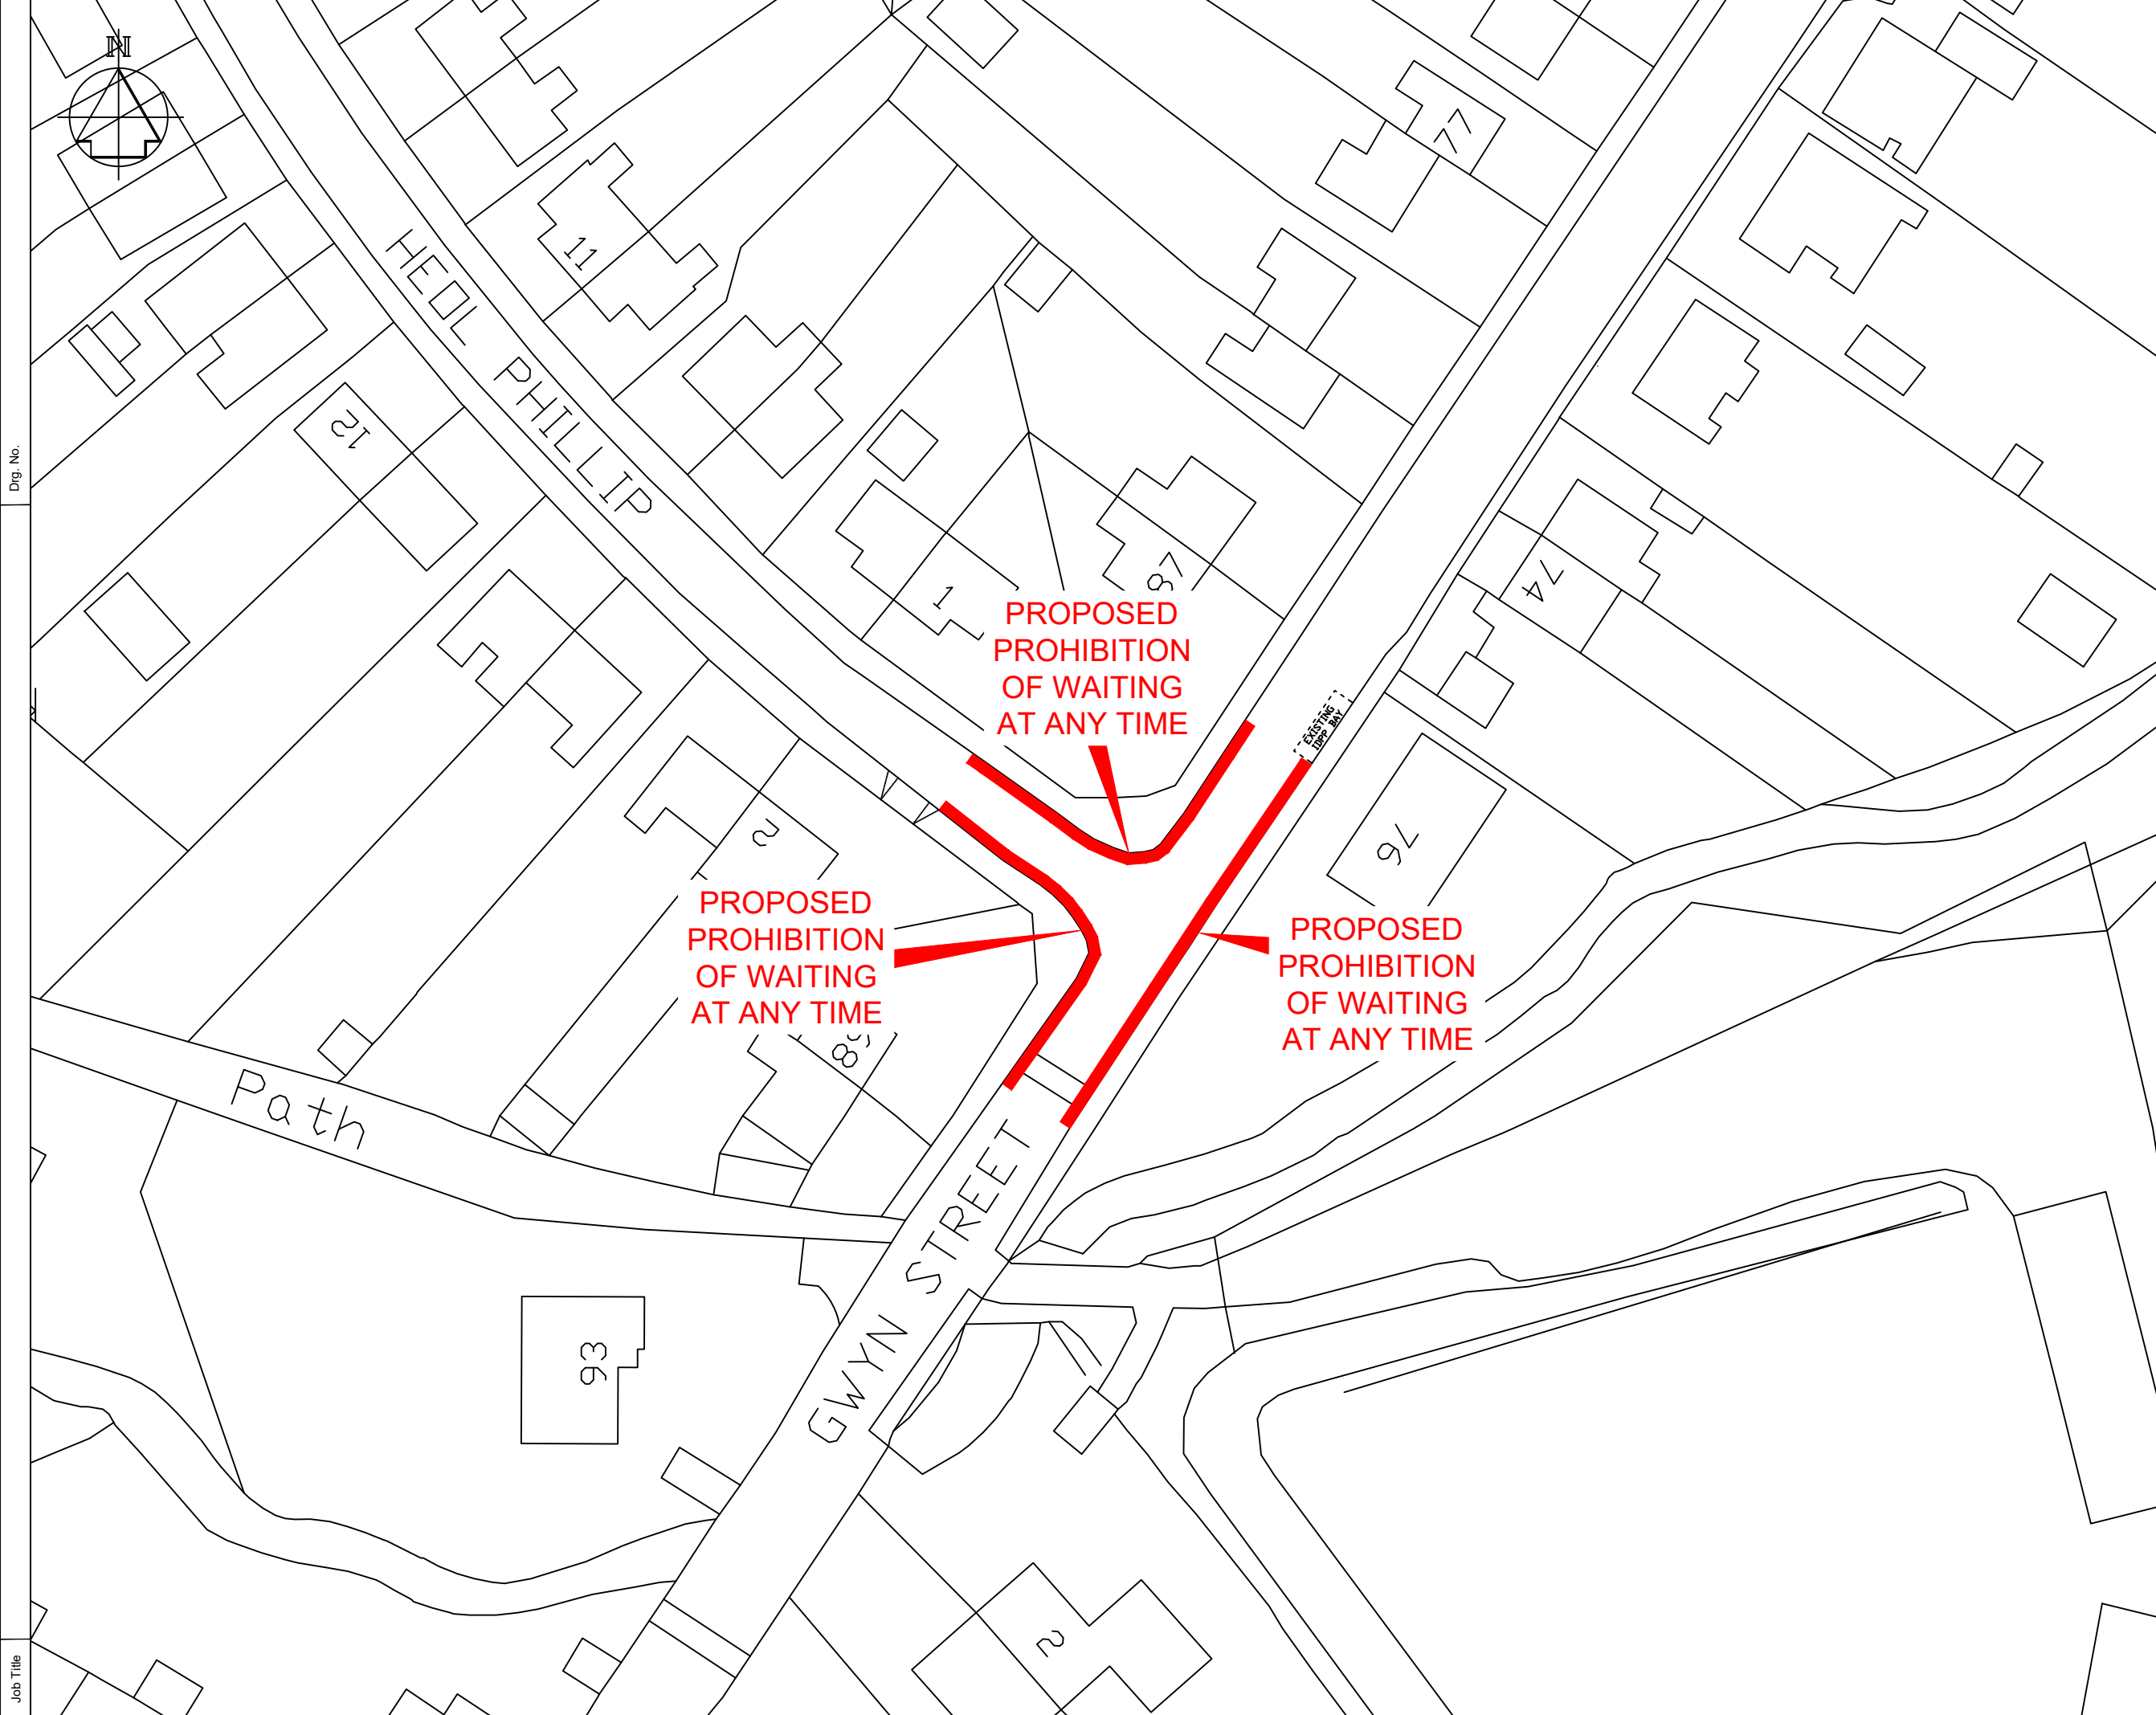 N
77
11
HEOL PHILLIP
12
74
87
1
PROPOSED
PROHIBITION
OF WAITING
AT ANY TIME
EXISTING
IDPP BAY
Drg. No.
2
76
PROPOSED
PROHIBITION
OF WAITING
AT ANY TIME
PROPOSED
PROHIBITION
OF WAITING
AT ANY TIME
Path
GWYN STREET
93
2
Job Title